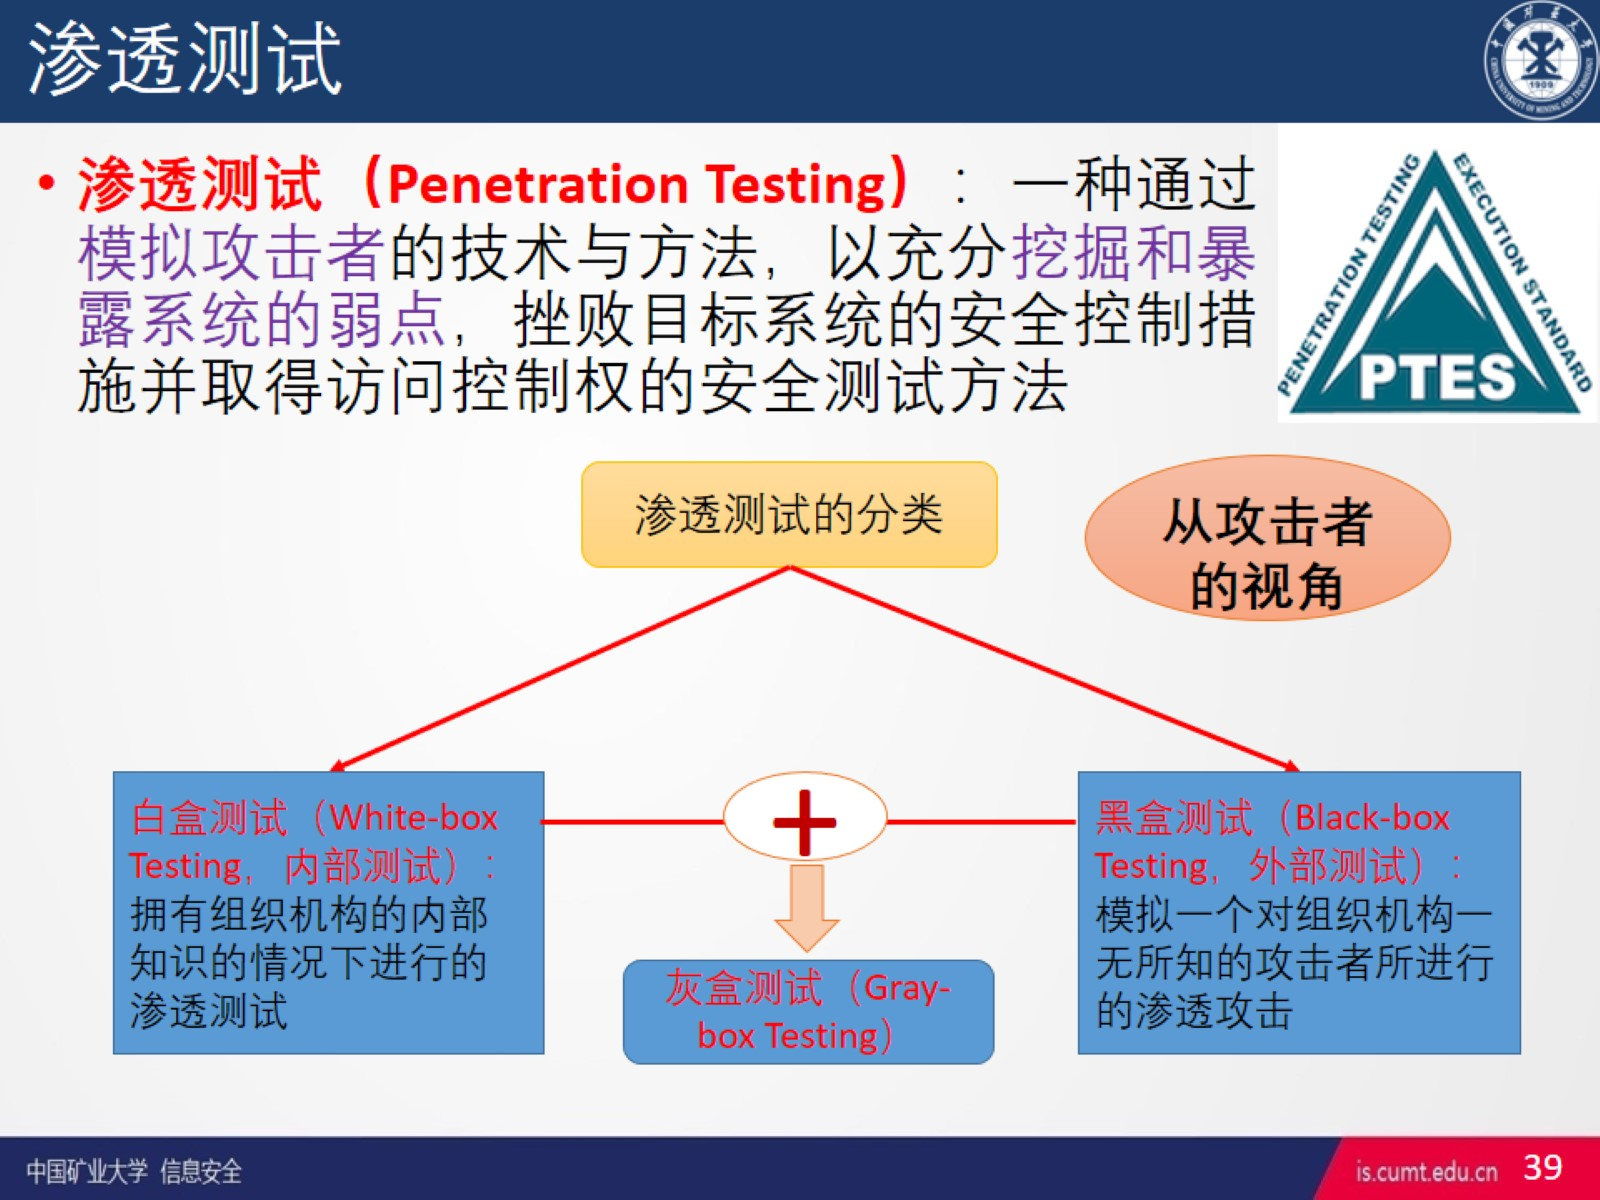 渗透测试
• 渗透测试（Penetration Testing）：一种通过
模拟攻击者的技术与方法，以充分挖掘和暴
露系统的弱点，挫败目标系统的安全控制措
施并取得访问控制权的安全测试方法
PENETRATION TESTING
EXECUTION STANDARD
PTES
渗透测试的分类
从攻击者
的视角
白盒测试（White-box
Testing，内部测试）：
拥有组织机构的内部
知识的情况下进行的
渗透测试
+
灰盒测试（Gray-
box Testing）
黑盒测试（Black-box
Testing，外部测试）：
模拟一个对组织机构一
无所知的攻击者所进行
的渗透攻击
中国矿业大学 信息安全
is.cumt.edu.cn 39
CHINA UNIVERSITY OF MINING AND TECHNOLOGY
1909